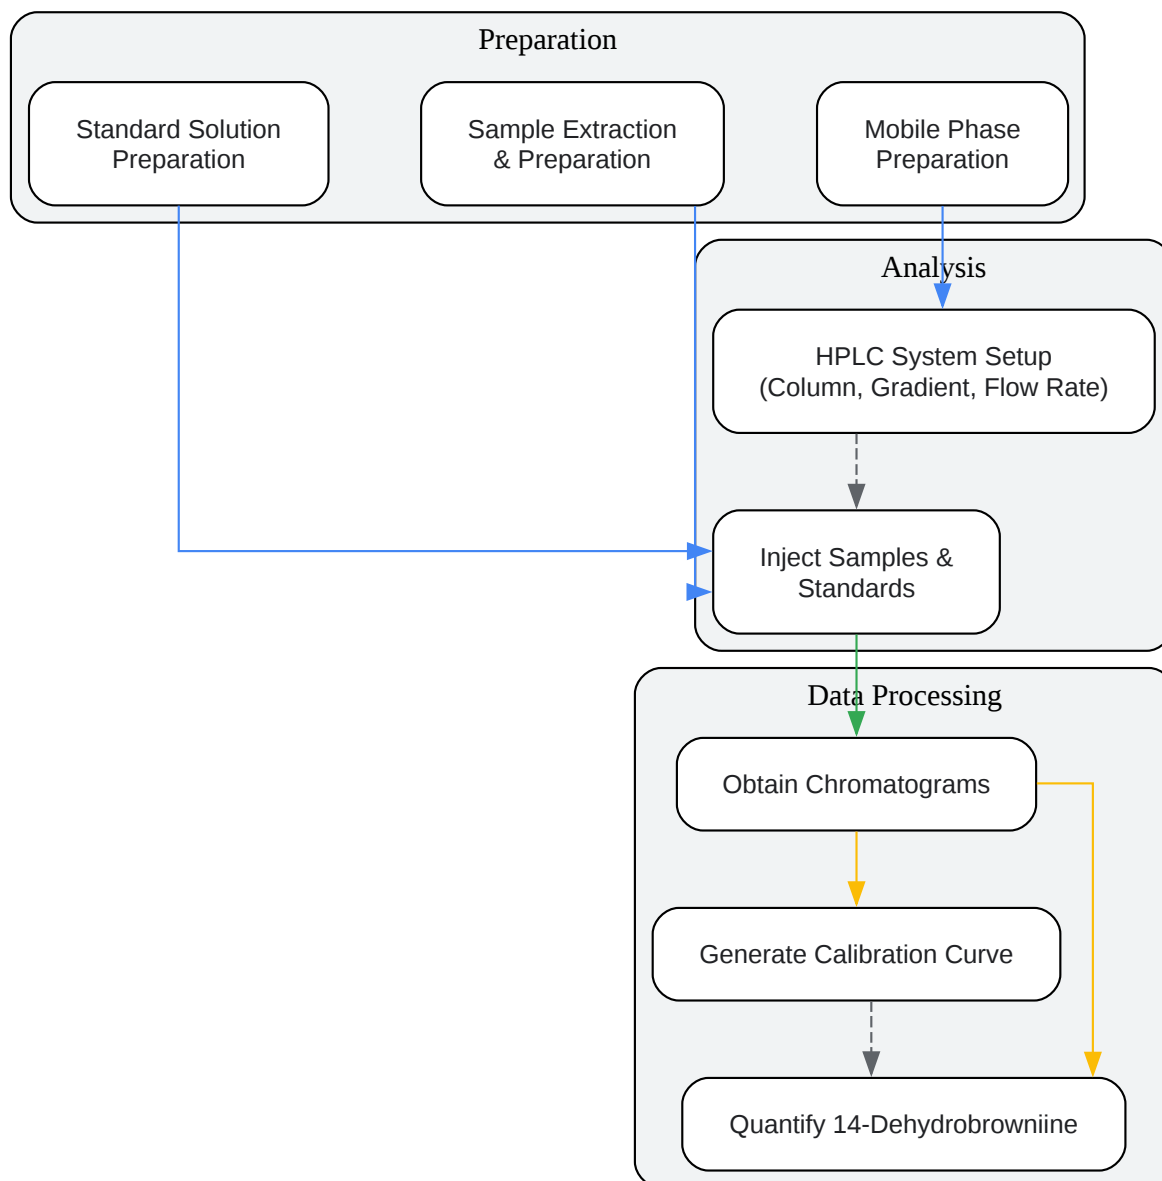 Preparation
Standard Solution
Preparation
Sample Extraction
& Preparation
Mobile Phase
Preparation
Analysis
HPLC System Setup
(Column, Gradient, Flow Rate)
Inject Samples &
Standards
Data Processing
Obtain Chromatograms
Generate Calibration Curve
Quantify 14-Dehydrobrowniine